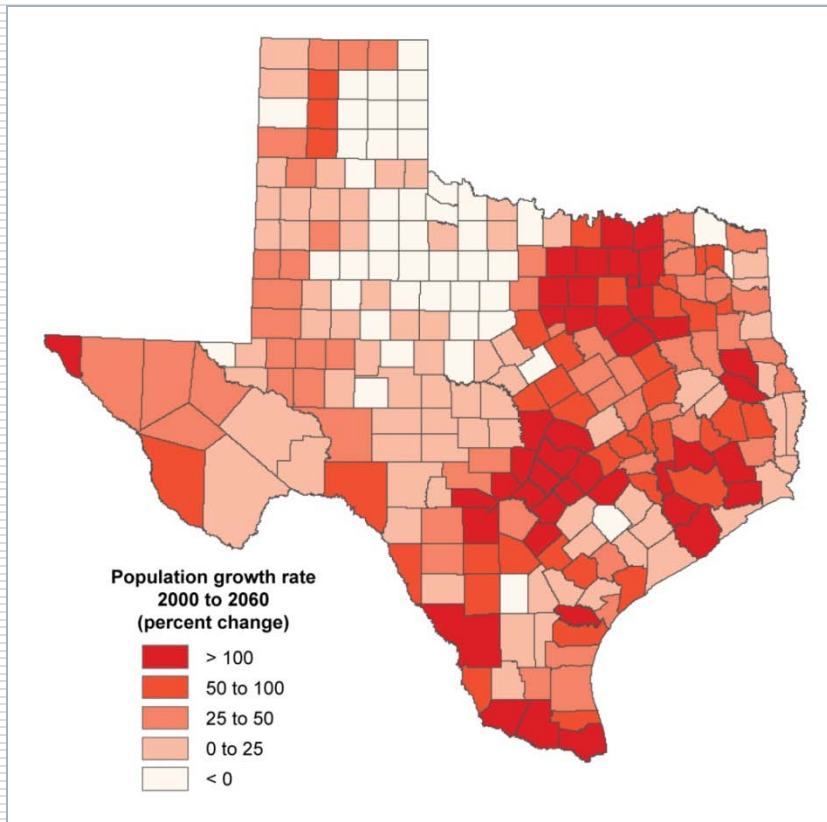 Population growth rate
2000 to 2060
(percent change)
> 100
50 to 100
25 to 50
0 to 25
< 0